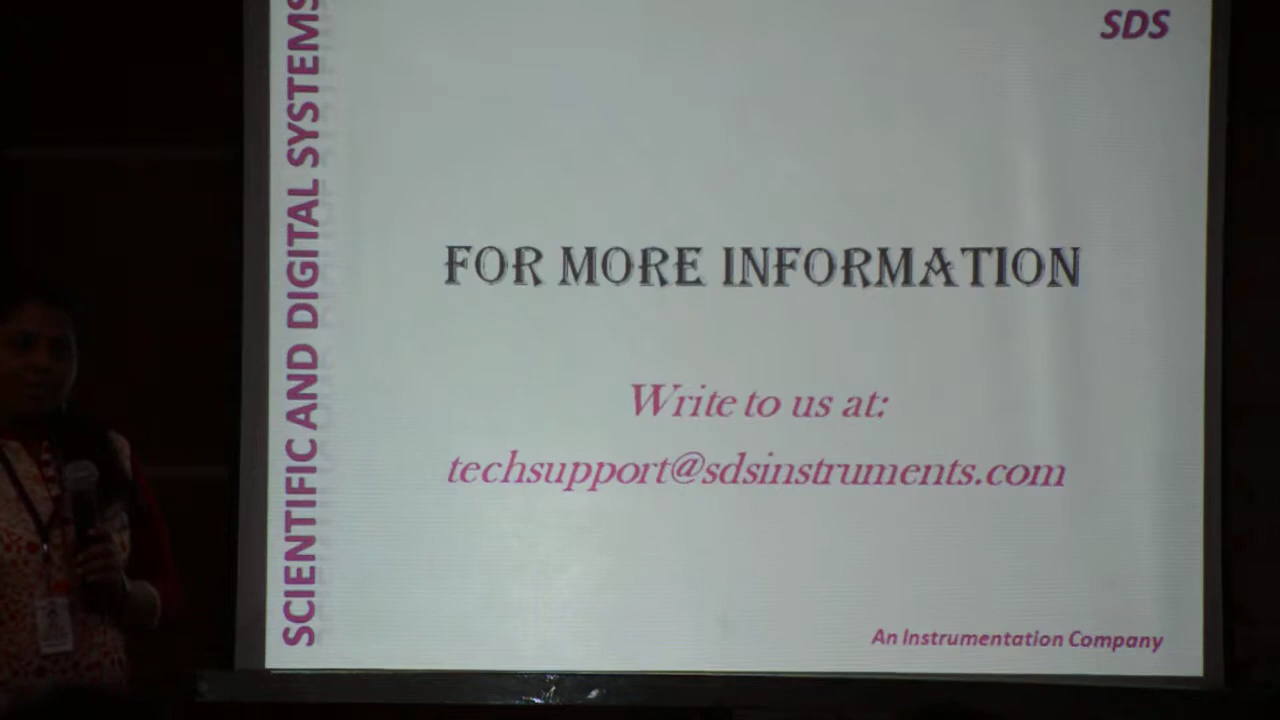 SDS
SCIENTIFIC AND DIGITAL SYSTEMS
FOR MORE INFORMATION
Write to us at:
techsupport@sdsinstruments.com
An Instrumentation Company